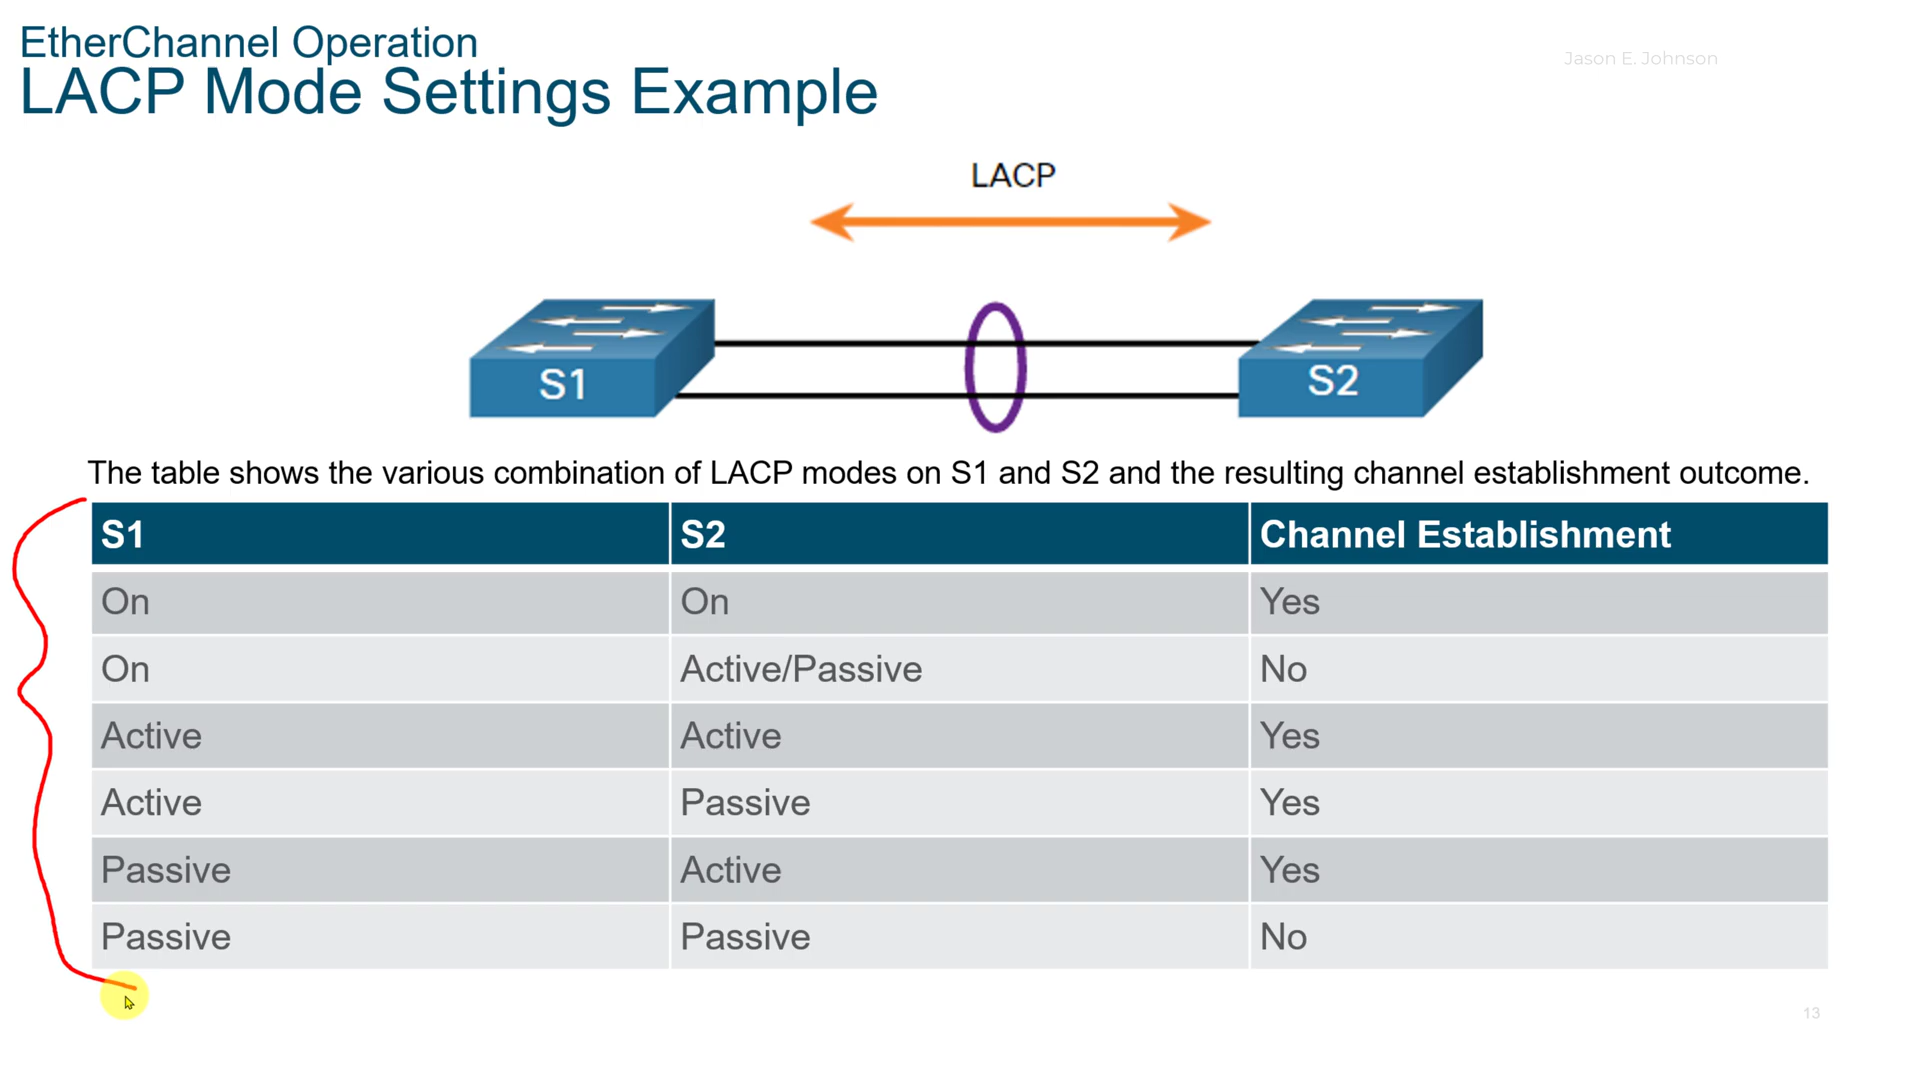 EtherChannel Operation
LACP Mode Settings Example
Jason E. Johnson
LACP
S1
S2
The table shows the various combination of LACP modes on S1 and S2 and the resulting channel establishment outcome.
S1 S2 Channel Establishment
On On Yes
On Active/Passive No
Active Active Yes
Active Passive Yes
Passive Active Yes
Passive Passive No
13